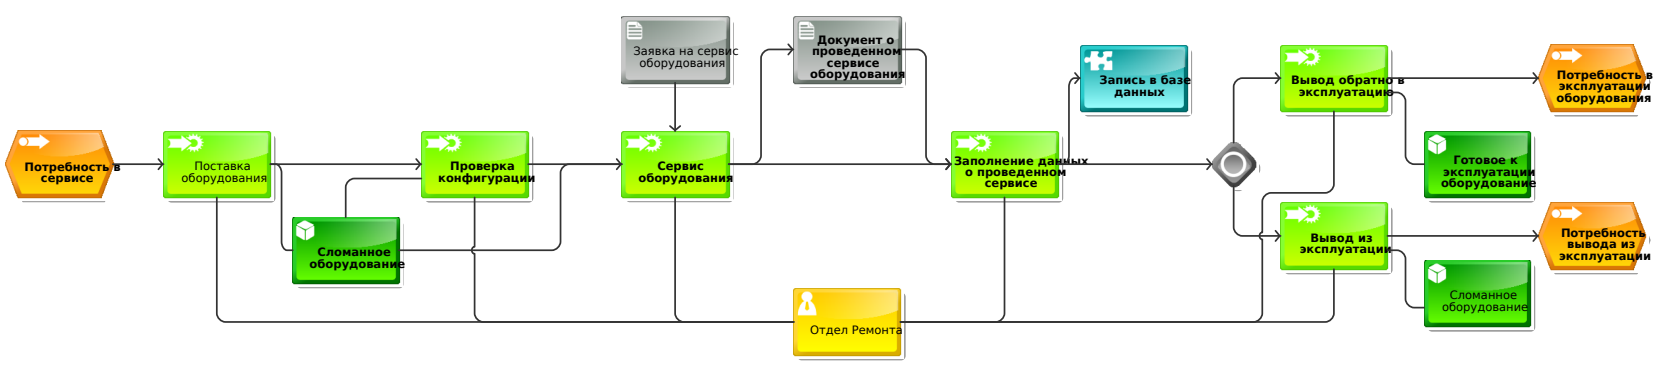 Потребность в
сервисе
Поставка
оборудования
Сломанное
оборудование
Проверка
конфигурации
Заявка на сервис
оборудования
Сервис
оборудования
Документ о
проведенном
сервисе
оборудования
Отдел Ремонта
Заполнение данных
о проведенном
сервисе
Запись в базе
данных
Вывод обратно в
эксплуатацию
Потребность в
эксплуатации
оборудования
Готовое к
эксплуатации
оборудование
Вывод из
эксплуатации
Потребность
вывода из
эксплуатации
Сломанное
оборудование